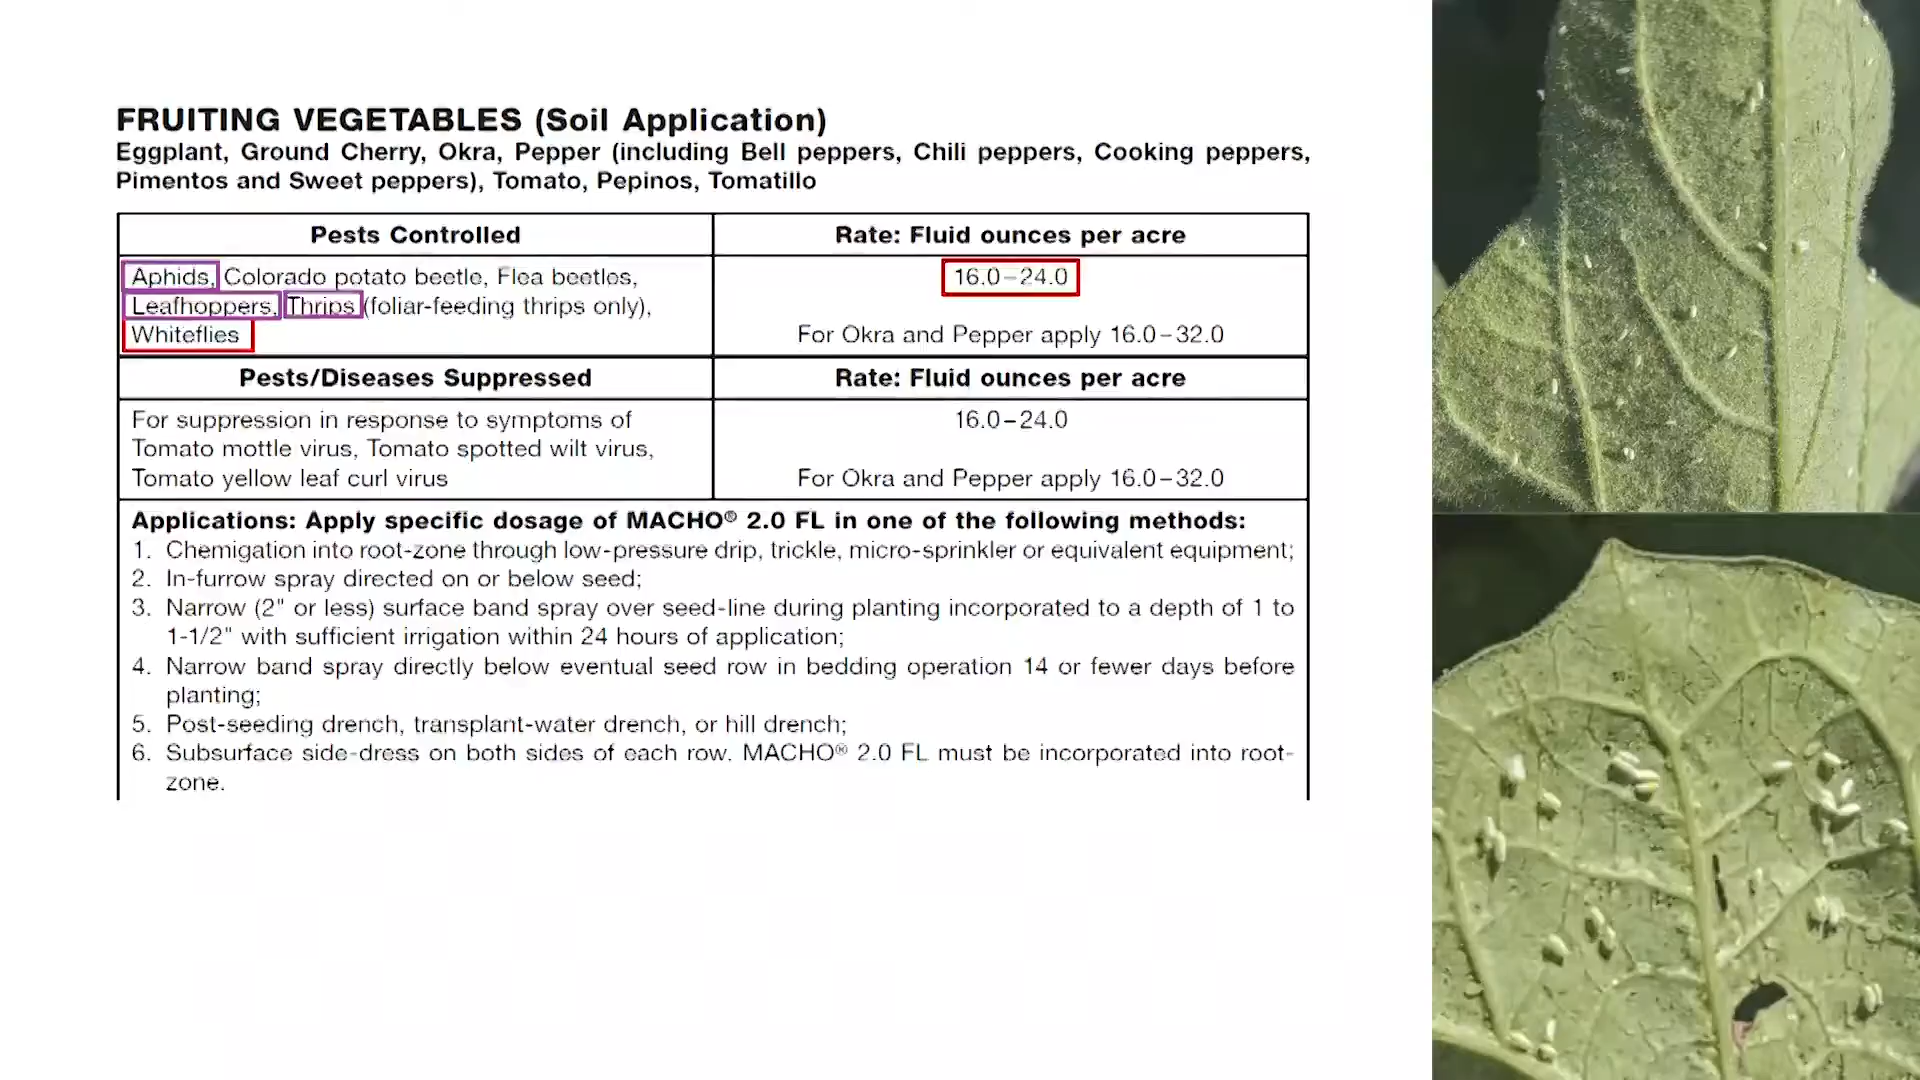 FRUITING VEGETABLES (Soil Application)
Eggplant, Ground Cherry, Okra, Pepper (including Bell peppers, Chili peppers, Cooking peppers,
Pimentos and Sweet peppers), Tomato, Pepinos, Tomatillo
Pests Controlled
Rate: Fluid ounces per acre
Aphids, Colorado potato beetle, Flea beetles,
Leafhoppers, Thrips (foliar-feeding thrips only),
Whiteflies
16.0–24.0
For Okra and Pepper apply 16.0–32.0
Pests/Diseases Suppressed
Rate: Fluid ounces per acre
For suppression in response to symptoms of
Tomato mottle virus, Tomato spotted wilt virus,
Tomato yellow leaf curl virus
16.0–24.0
For Okra and Pepper apply 16.0–32.0
Applications: Apply specific dosage of MACHO® 2.0 FL in one of the following methods:
1. Chemigation into root-zone through low-pressure drip, trickle, micro-sprinkler or equivalent equipment;
2. In-furrow spray directed on or below seed;
3. Narrow (2" or less) surface band spray over seed-line during planting incorporated to a depth of 1 to
1-1/2" with sufficient irrigation within 24 hours of application;
4. Narrow band spray directly below eventual seed row in bedding operation 14 or fewer days before
planting;
5. Post-seeding drench, transplant-water drench, or hill drench;
6. Subsurface side-dress on both sides of each row. MACHO® 2.0 FL must be incorporated into root-
zone.